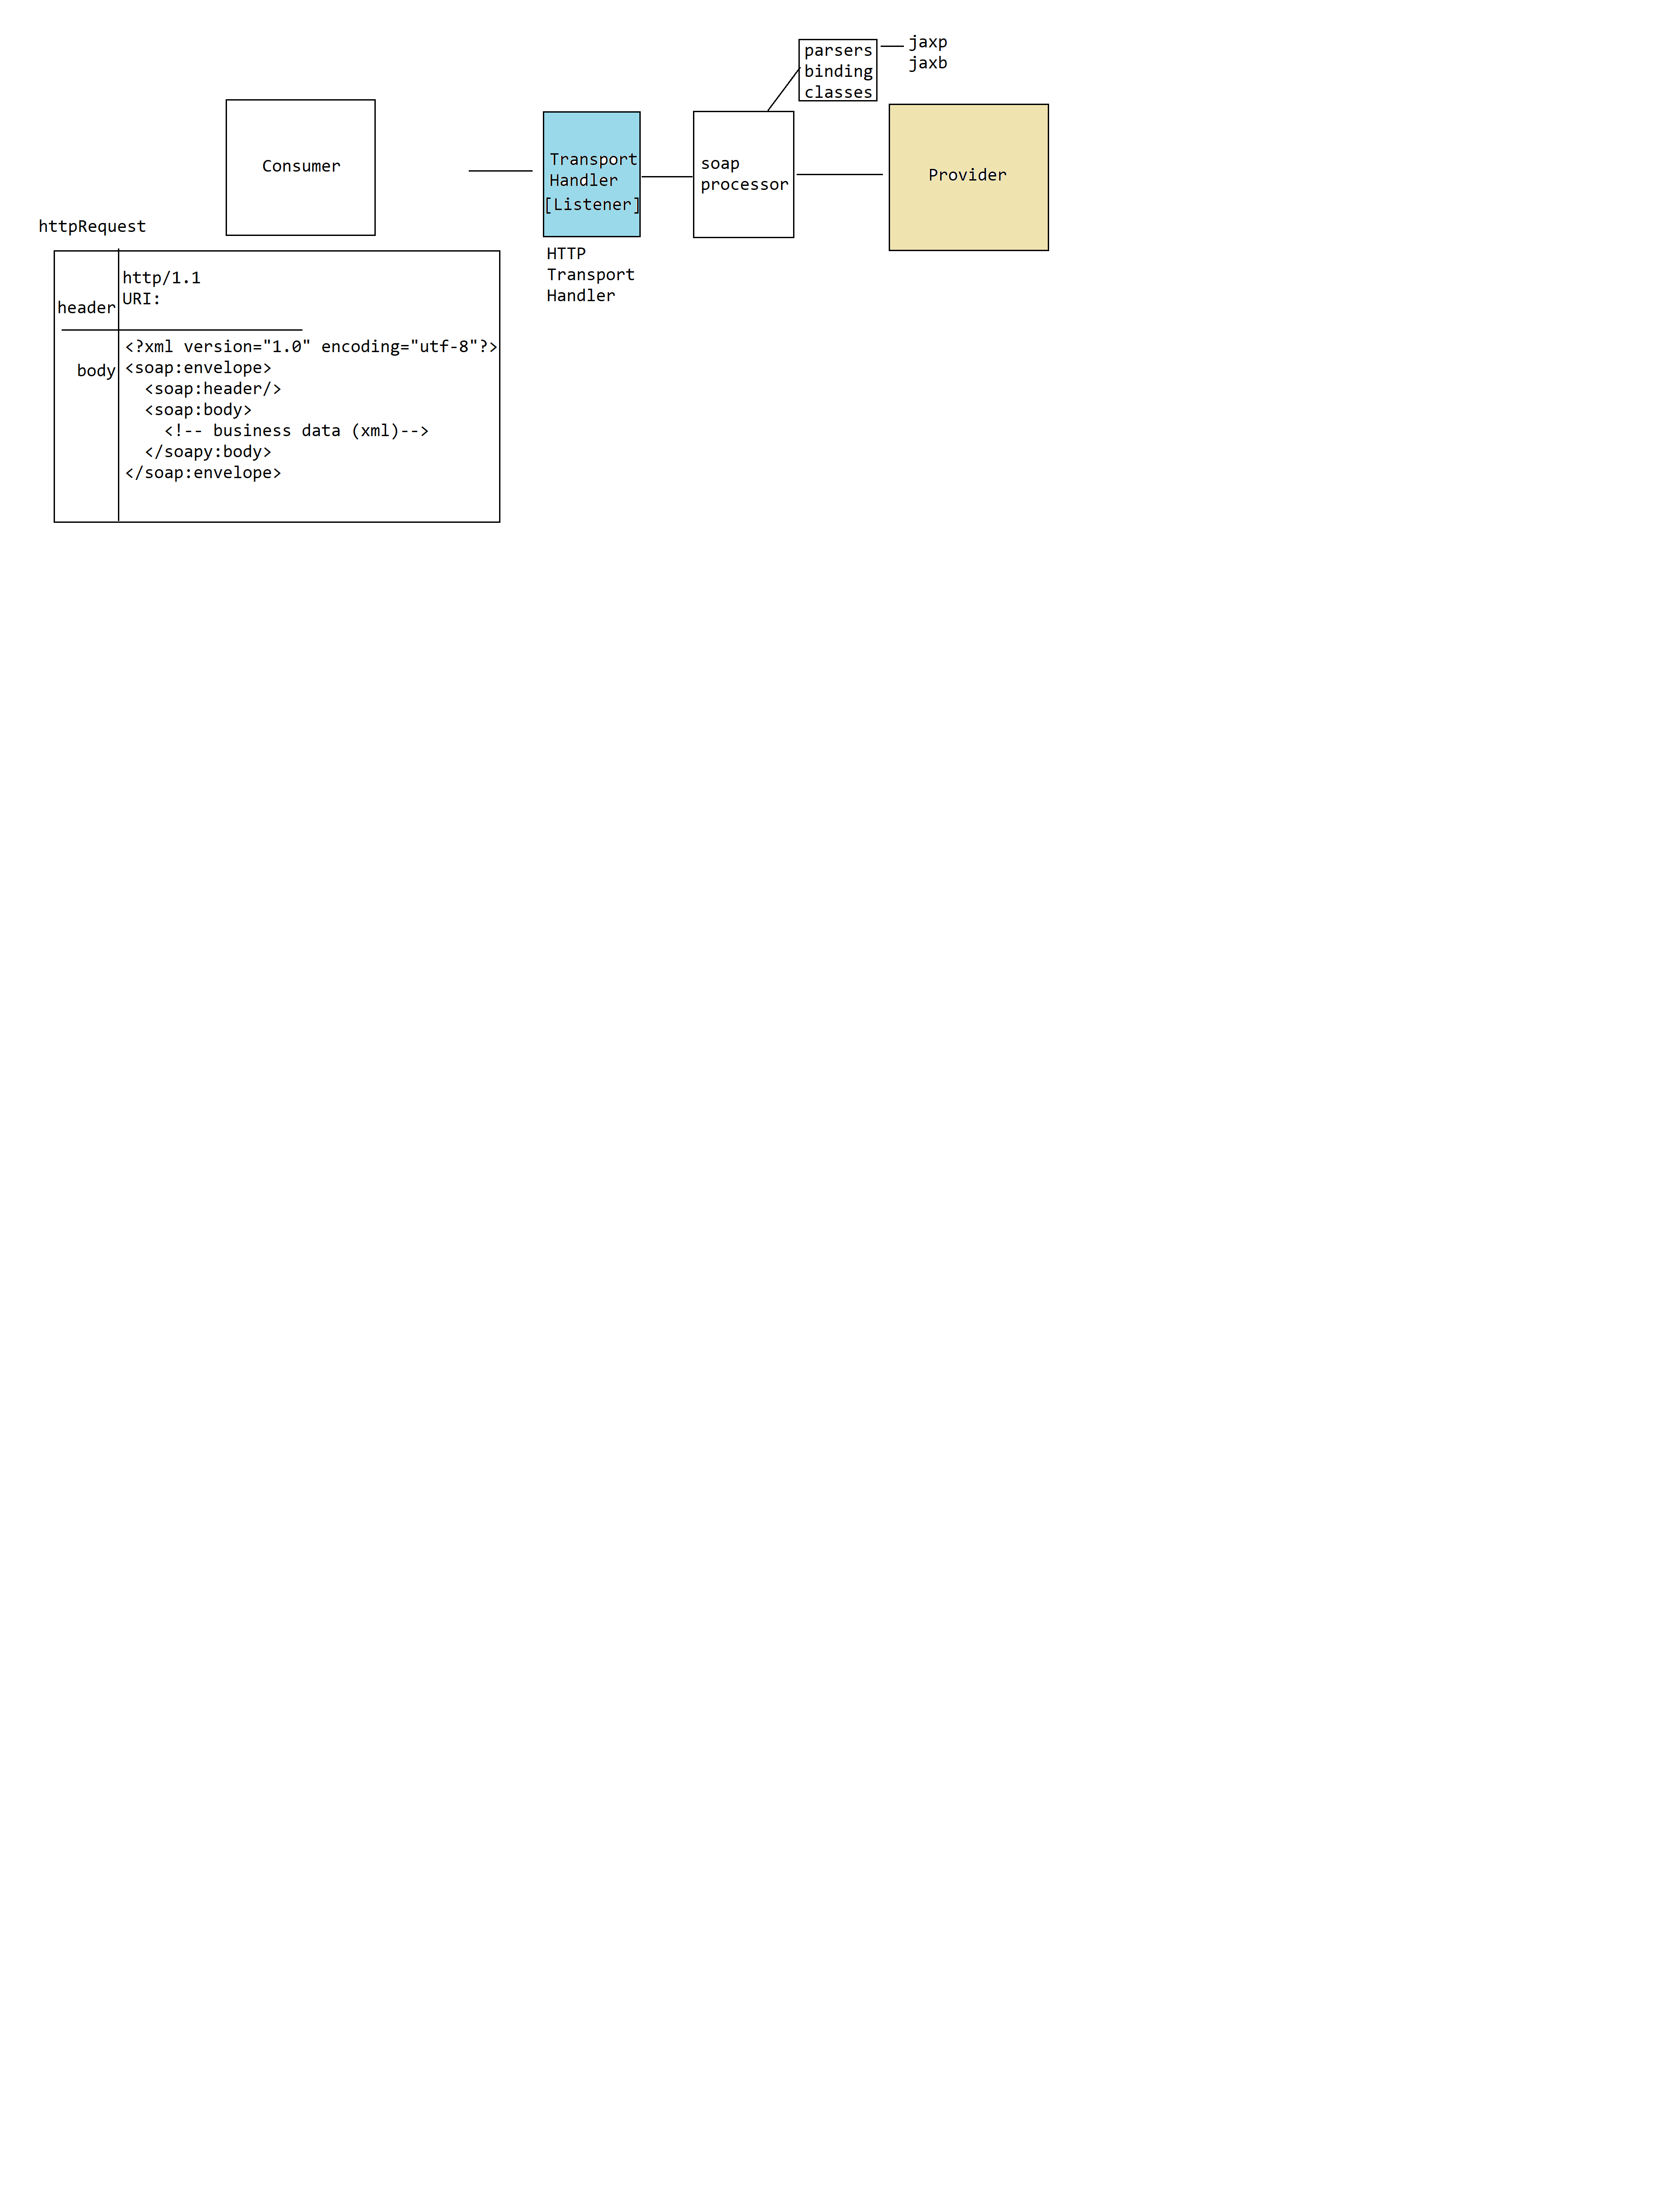 parsers
binding
classes
jaxp
jaxb
Consumer
Transport
Handler
[Listener]
soap
processor
Provider
HTTP
Transport
Handler
httpRequest
header
http/1.1
URI:
body
<?xml version="1.0" encoding="utf-8"?>
<soap:envelope>
  <soap:header/>
  <soap:body>
    <!-- business data (xml)-->
  </soapy:body>
</soap:envelope>